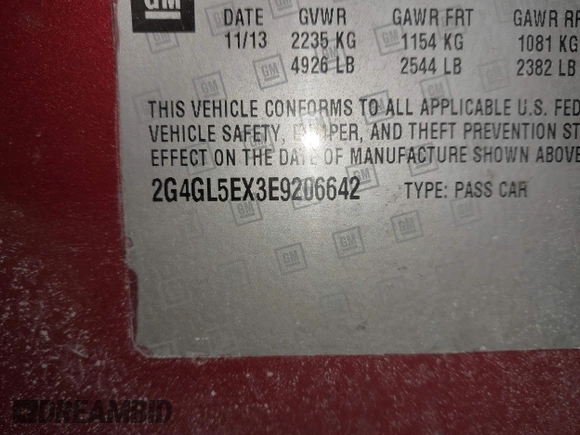 GM
DATE GVWR GAWR FRT GAWR RR
11/13 2235 KG 1154 KG 1081 KG
4926 LB 2544 LB 2382 LB
THIS VEHICLE CONFORMS TO ALL APPLICABLE U.S. FED
VEHICLE SAFETY, BUMPER, AND THEFT PREVENTION ST
EFFECT ON THE DATE OF MANUFACTURE SHOWN ABOVE
2G4GL5EX3E9206642 TYPE: PASS CAR
DREAMBID